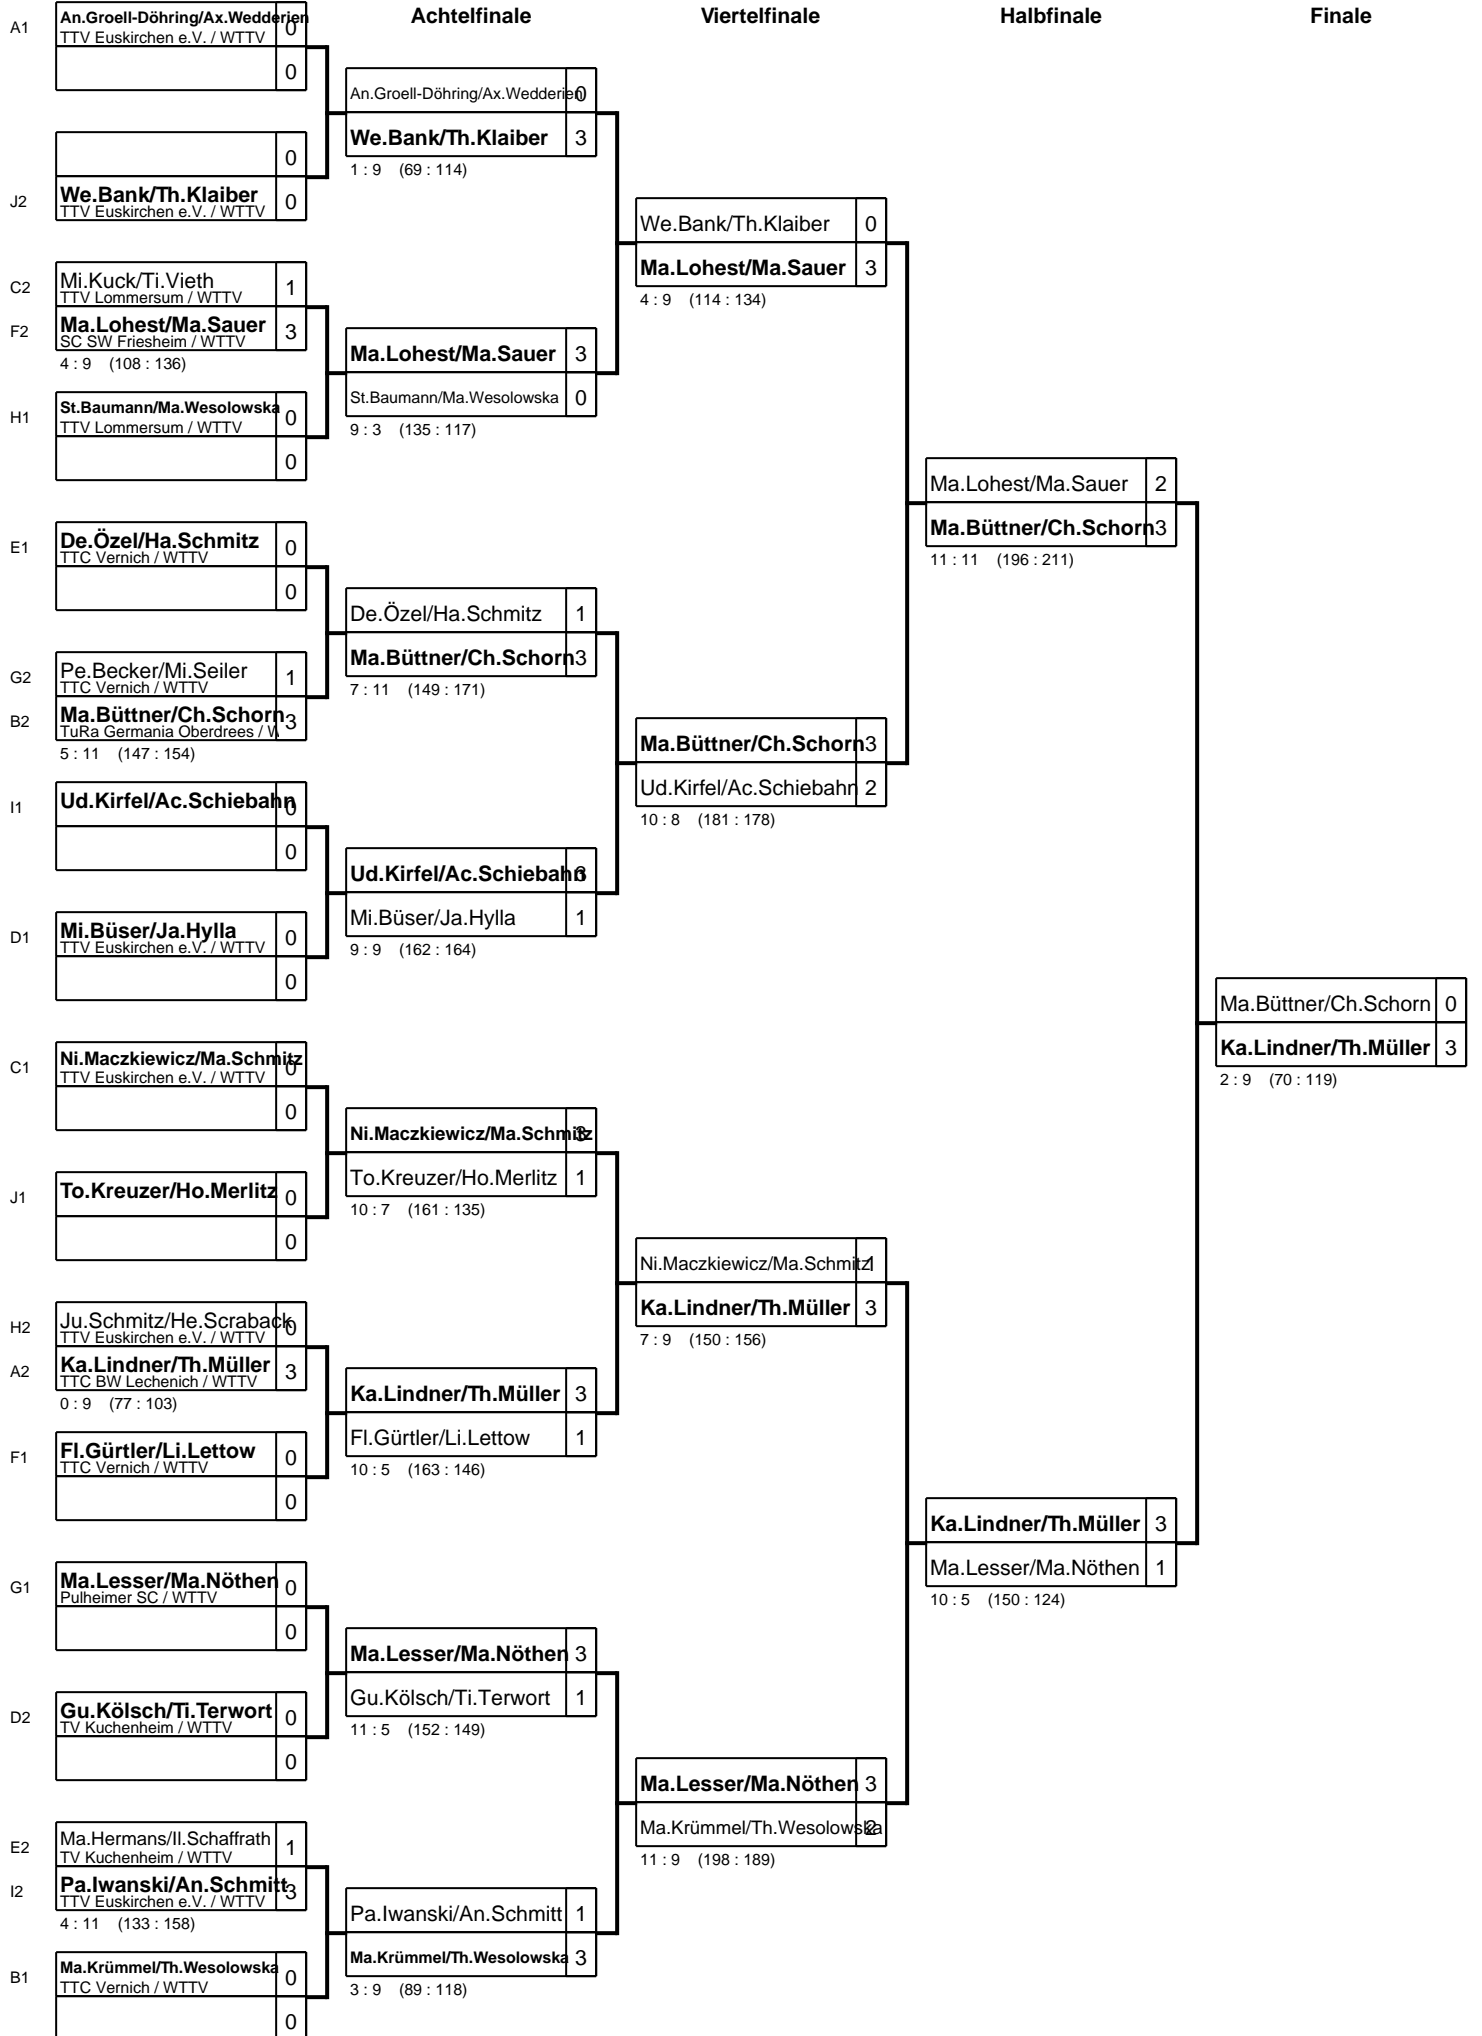 Achtelfinale Viertelfinale Halbfinale Finale
A1 An.Groell-Döhring/Ax.Wedderien 0
TTV Euskirchen e.V. / WTTV
0
0
J2 We.Bank/Th.Klaiber 0
TTV Euskirchen e.V. / WTTV
C2 Mi.Kuck/Ti.Vieth 1
TTV Lommersum / WTTV
F2 Ma.Lohest/Ma.Sauer 3
SC SW Friesheim / WTTV
4 : 9 (108 : 136)
H1 St.Baumann/Ma.Wesolowska 0
TTV Lommersum / WTTV
0
E1 De.Özel/Ha.Schmitz 0
TTC Vernich / WTTV
0
G2 Pe.Becker/Mi.Seiler 1
TTC Vernich / WTTV
B2 Ma.Büttner/Ch.Schorn 3
TuRa Germania Oberdrees / W
5 : 11 (147 : 154)
I1 Ud.Kirfel/Ac.Schiebahn 0
0
D1 Mi.Büser/Ja.Hylla 0
TTV Euskirchen e.V. / WTTV
0
C1 Ni.Maczkiewicz/Ma.Schmitz 0
TTV Euskirchen e.V. / WTTV
0
J1 To.Kreuzer/Ho.Merlitz 0
0
H2 Ju.Schmitz/He.Scraback 0
TTV Euskirchen e.V. / WTTV
A2 Ka.Lindner/Th.Müller 3
TTC BW Lechenich / WTTV
0 : 9 (77 : 103)
F1 Fl.Gürtler/Li.Lettow 0
TTC Vernich / WTTV
0
G1 Ma.Lesser/Ma.Nöthen 0
Pulheimer SC / WTTV
0
D2 Gu.Kölsch/Ti.Terwort 0
TV Kuchenheim / WTTV
0
E2 Ma.Hermans/Il.Schaffrath 1
TV Kuchenheim / WTTV
I2 Pa.Iwanski/An.Schmitt 3
TTV Euskirchen e.V. / WTTV
4 : 11 (133 : 158)
B1 Ma.Krümmel/Th.Wesolowska 0
TTC Vernich / WTTV
0
An.Groell-Döhring/Ax.Wedderien 0
We.Bank/Th.Klaiber 3
1 : 9 (69 : 114)
Ma.Lohest/Ma.Sauer 3
St.Baumann/Ma.Wesolowska 0
9 : 3 (135 : 117)
De.Özel/Ha.Schmitz 1
Ma.Büttner/Ch.Schorn 3
7 : 11 (149 : 171)
Ud.Kirfel/Ac.Schiebahn 3
Mi.Büser/Ja.Hylla 1
9 : 9 (162 : 164)
Ni.Maczkiewicz/Ma.Schmitz 3
To.Kreuzer/Ho.Merlitz 1
10 : 7 (161 : 135)
Ka.Lindner/Th.Müller 3
Fl.Gürtler/Li.Lettow 1
10 : 5 (163 : 146)
Ma.Lesser/Ma.Nöthen 3
Gu.Kölsch/Ti.Terwort 1
11 : 5 (152 : 149)
Pa.Iwanski/An.Schmitt 1
Ma.Krümmel/Th.Wesolowska 3
3 : 9 (89 : 118)
We.Bank/Th.Klaiber 0
Ma.Lohest/Ma.Sauer 3
4 : 9 (114 : 134)
Ma.Büttner/Ch.Schorn 3
Ud.Kirfel/Ac.Schiebahn 2
10 : 8 (181 : 178)
Ni.Maczkiewicz/Ma.Schmitz 1
Ka.Lindner/Th.Müller 3
7 : 9 (150 : 156)
Ma.Lesser/Ma.Nöthen 3
Ma.Krümmel/Th.Wesolowska 2
11 : 9 (198 : 189)
Ma.Lohest/Ma.Sauer 2
Ma.Büttner/Ch.Schorn 3
11 : 11 (196 : 211)
Ka.Lindner/Th.Müller 3
Ma.Lesser/Ma.Nöthen 1
10 : 5 (150 : 124)
Ma.Büttner/Ch.Schorn 0
Ka.Lindner/Th.Müller 3
2 : 9 (70 : 119)